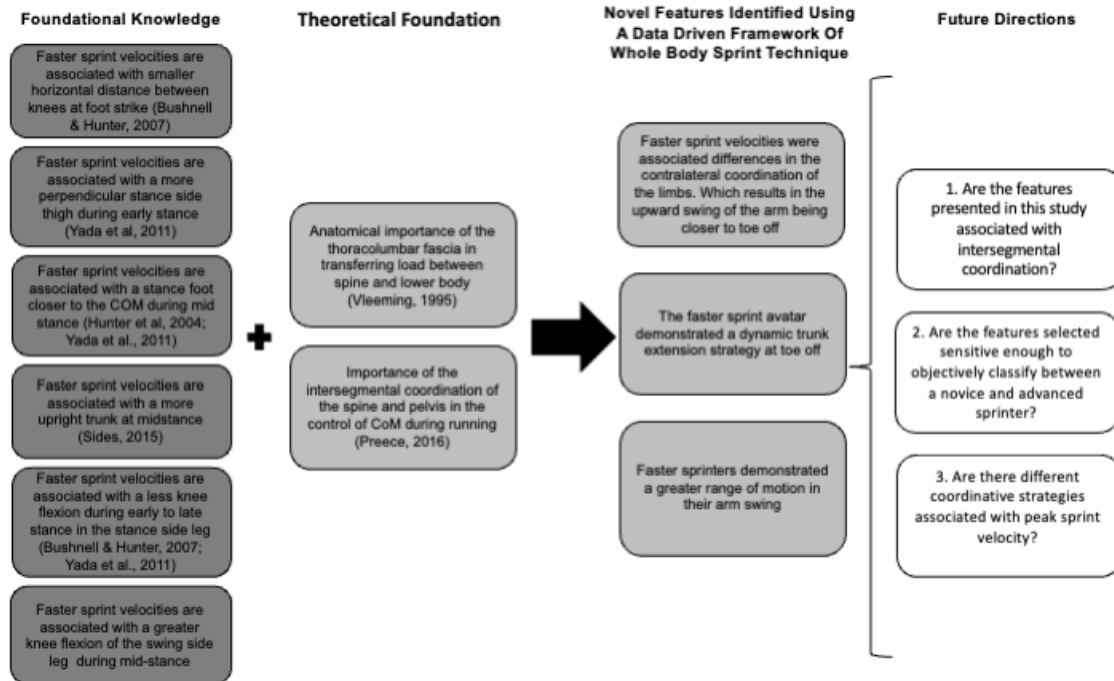 Foundational Knowledge
Faster sprint velocities are
associated with smaller
horizontal distance between
knees at foot strike (Bushnell
& Hunter, 2007)
Faster sprint velocities are
associated with a more
perpendicular stance side
thigh during early stance
(Yada et al, 2011)
Faster sprint velocities are
associated with a stance foot
closer to the COM during mid
stance (Hunter et al, 2004;
Yada et al., 2011)
Faster sprint velocities are
associated with a more
upright trunk at midstance
(Sides, 2015)
Faster sprint velocities are
associated with a less knee
flexion during early to late
stance in the stance side leg
(Bushnell & Hunter, 2007;
Yada et al., 2011)
Faster sprint velocities are
associated with a greater
knee flexion of the swing side
leg during mid-stance
Theoretical Foundation
Anatomical importance of the
thoracolumbar fascia in
transferring load between
spine and lower body
(Vleeming, 1995)
Importance of the
intersegmental coordination of
the spine and pelvis in the
control of CoM during running
(Preece, 2016)
Novel Features Identified Using
A Data Driven Framework Of
Whole Body Sprint Technique
Faster sprint velocities were
associated differences in the
contralateral coordination of
the limbs. Which results in the
upward swing of the arm being
closer to toe off
The faster sprint avatar
demonstrated a dynamic trunk
extension strategy at toe off
Faster sprinters demonstrated
a greater range of motion in
their arm swing
Future Directions
1. Are the features
presented in this study
associated with
intersegmental
coordination?
2. Are the features selected
sensitive enough to
objectively classify between
a novice and advanced
sprinter?
3. Are there different
coordinative strategies
associated with peak sprint
velocity?